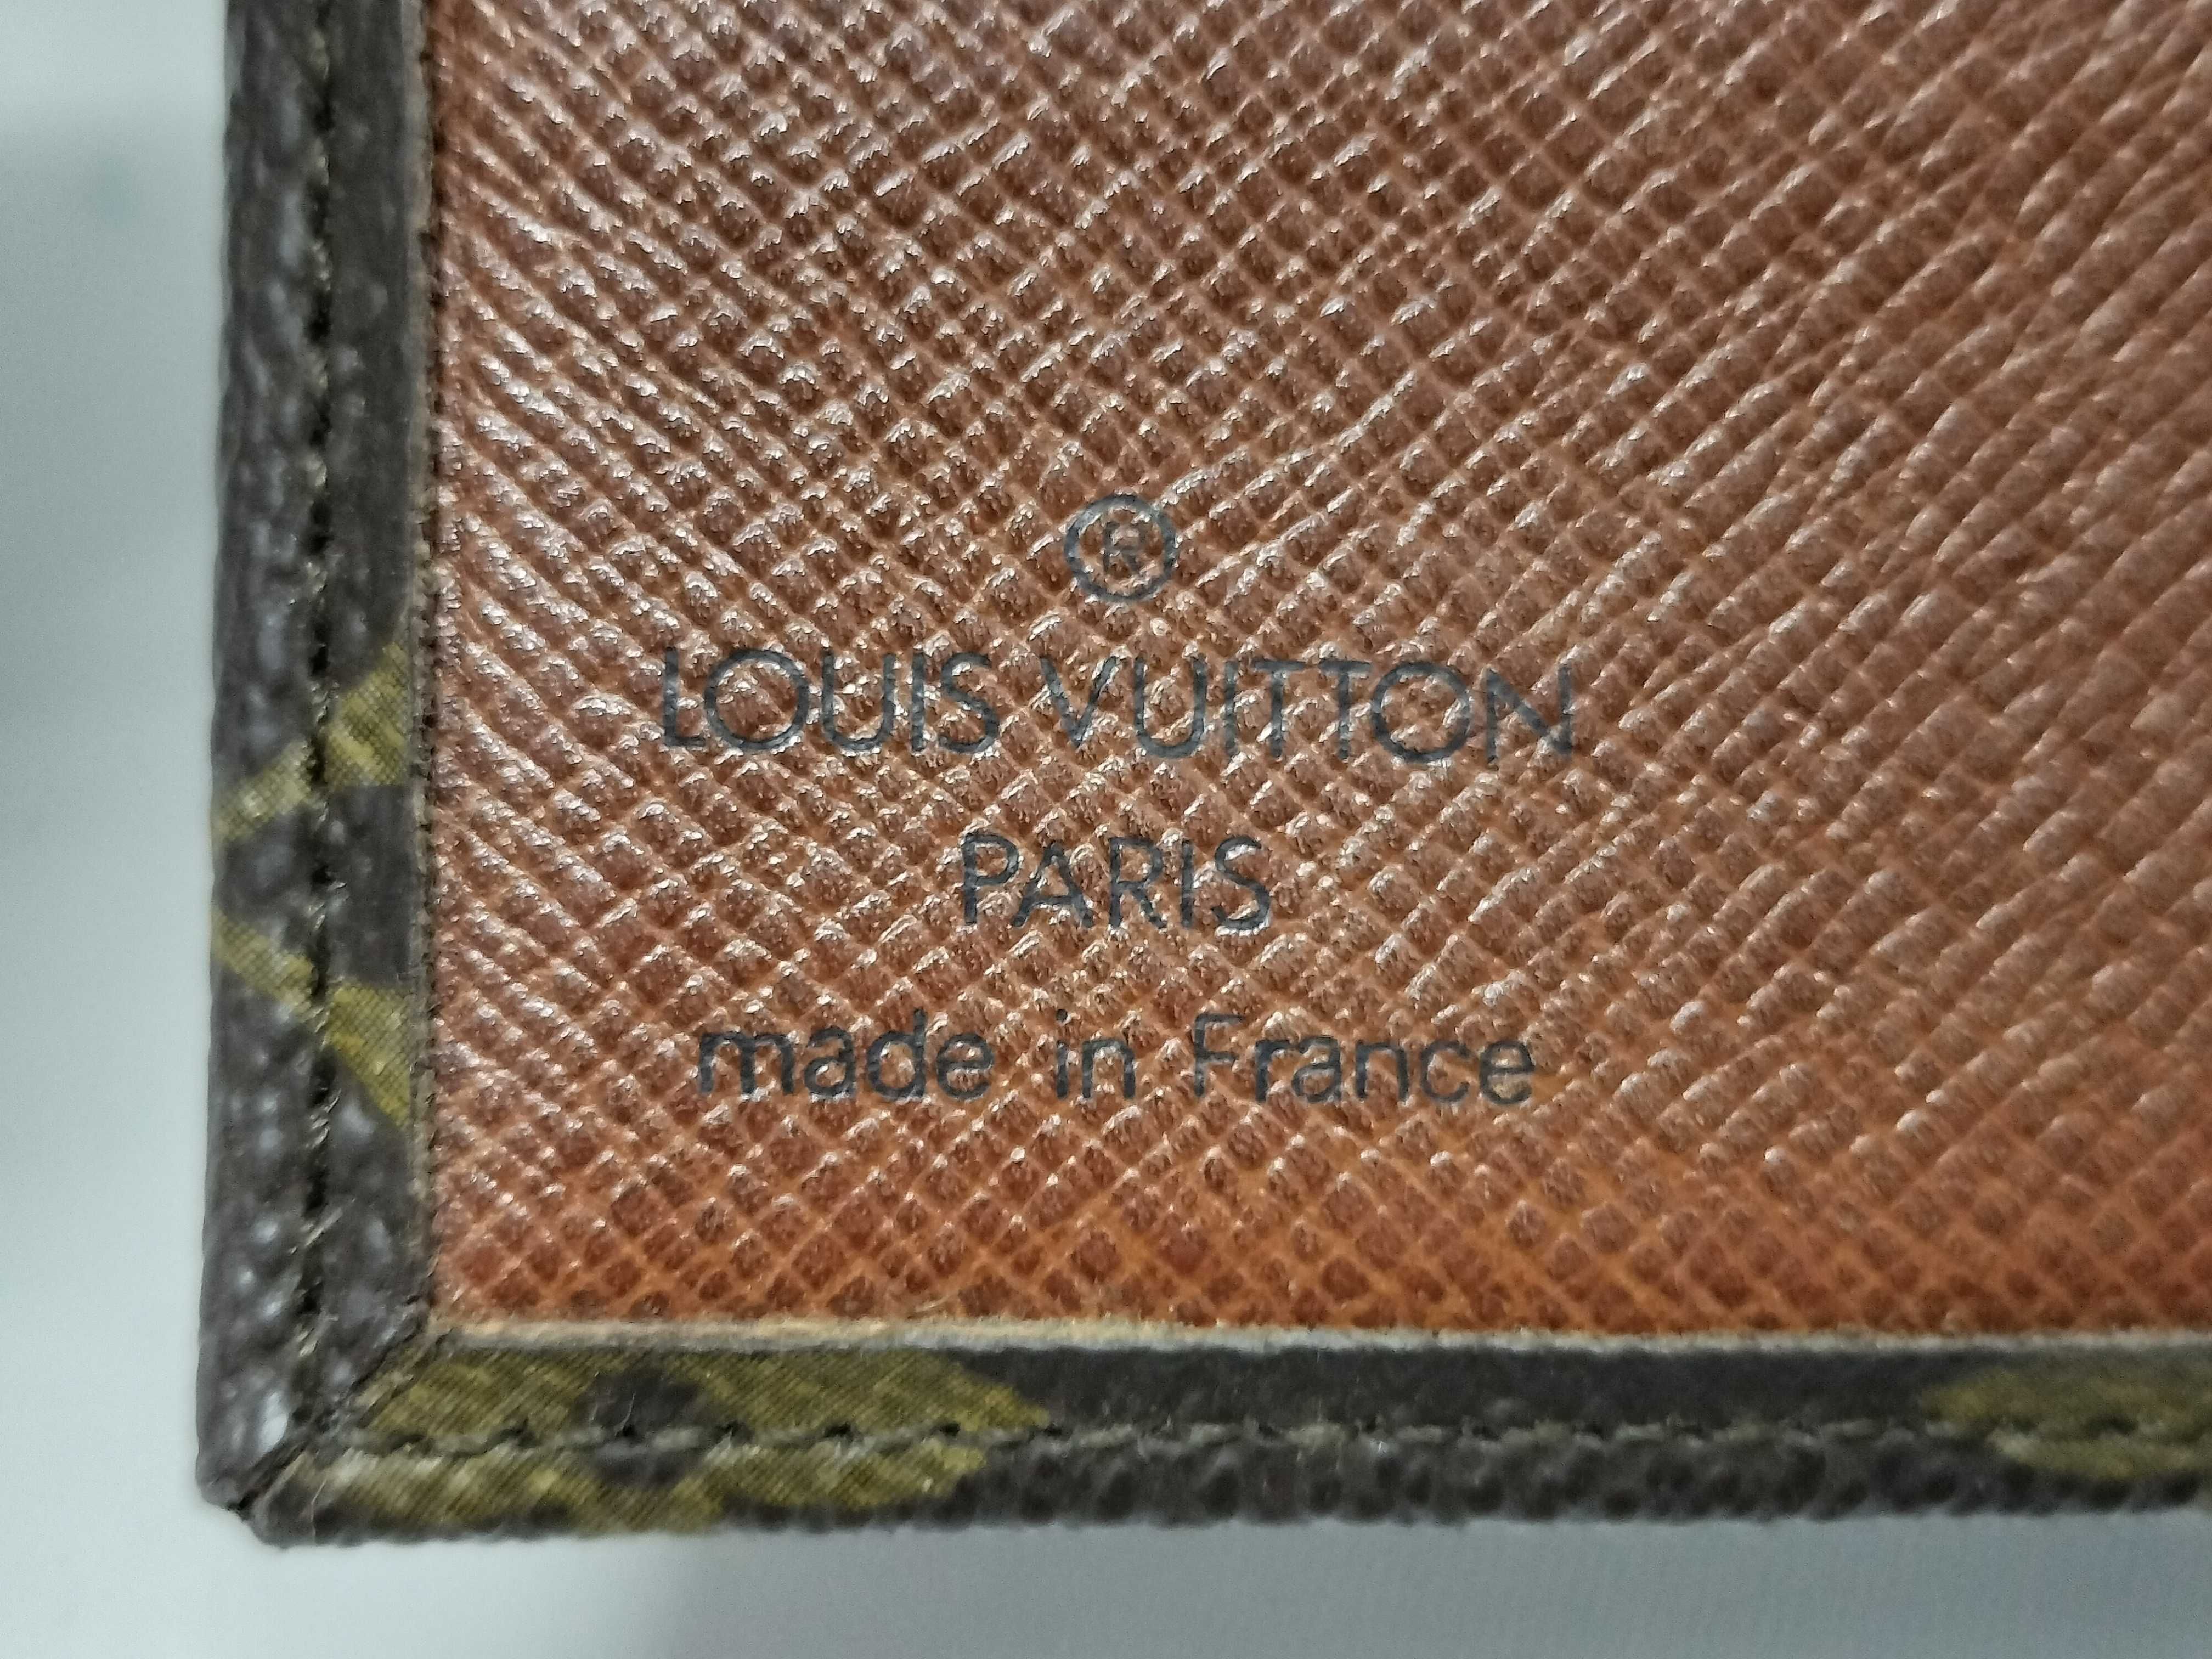 ®
LOUIS VUITTON
PARIS
made in France